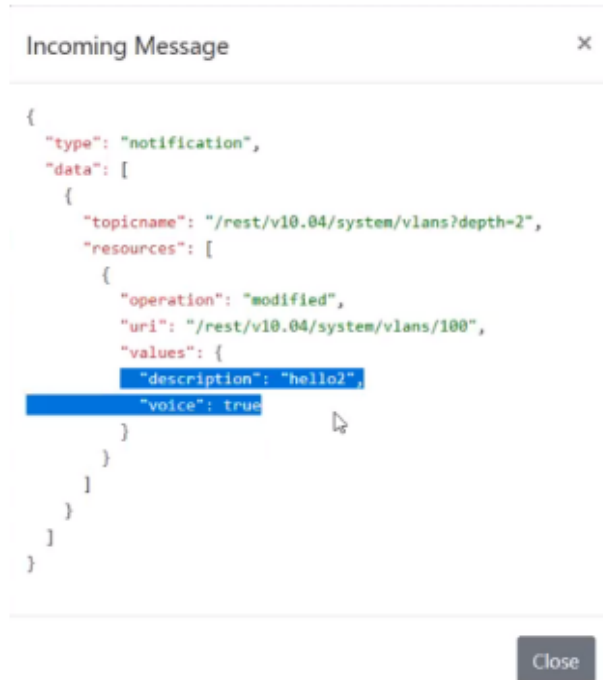 Incoming Message ×
{
"type": "notification",
"data": [
{
"topicname": "/rest/v10.04/system/vlans?depth=2",
"resources": [
{
"operation": "modified",
"uri": "/rest/v10.04/system/vlans/100",
"values": {
"description": "hello2",
"voice": true
}
}
]
}
]
}
Close